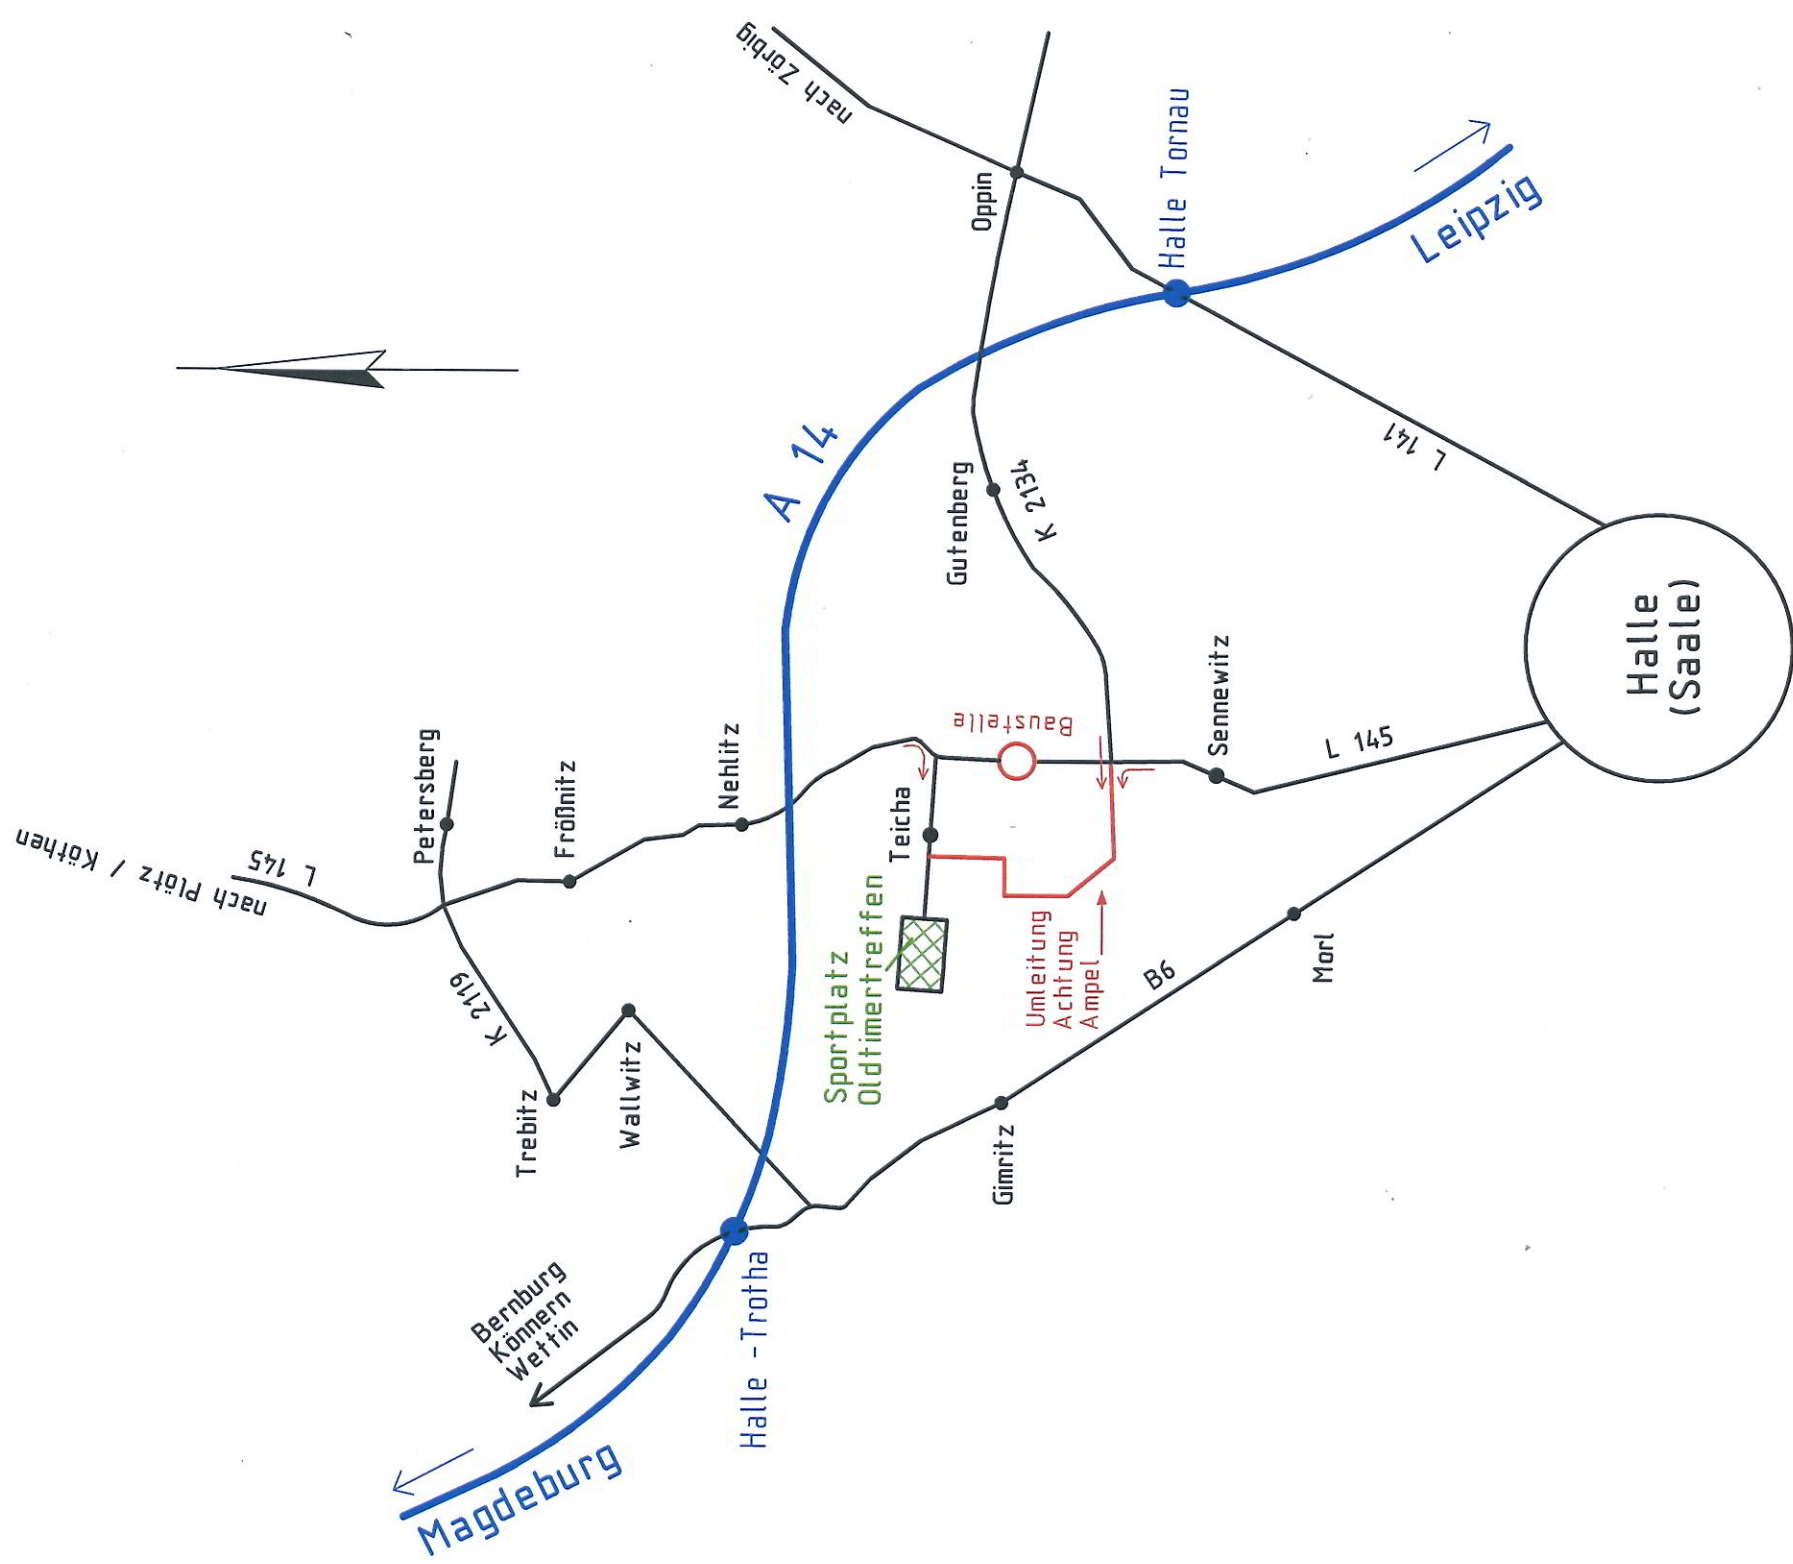 nach Zörbig
Oppin
Halle Tornau
Leipzig
A 14
Gutenberg
K 2134
L 141
Halle
(Saale)
Sennewitz
L 145
Baustelle
Nehlitz
Frößnitz
Petersberg
L 145
nach Plötz / Köthen
Teicha
Sportplatz
Oldtimertreffen
Umleitung
Achtung
Ampel
K 2119
Trebitz
Wallwitz
B6
Morl
Gimritz
Halle -Trotha
Bernburg
Könnern
Wettin
Magdeburg